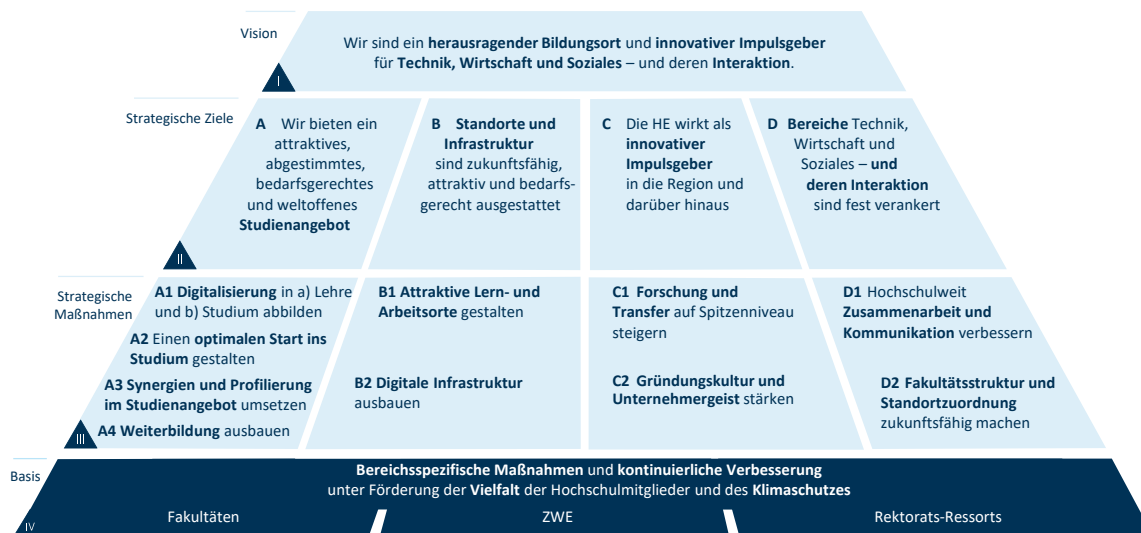 Vision
Wir sind ein herausragender Bildungsort und innovativer Impulsgeber
für Technik, Wirtschaft und Soziales – und deren Interaktion.
I
Strategische Ziele
A Wir bieten ein
attraktives,
abgestimmtes,
bedarfsgerechtes
und weltoffenes
Studienangebot
B Standorte und
Infrastruktur
sind zukunftsfähig,
attraktiv und bedarfs-
gerecht ausgestattet
C Die HE wirkt als
innovativer
Impulsgeber
in die Region und
darüber hinaus
D Bereiche Technik,
Wirtschaft und
Soziales – und
deren Interaktion
sind fest verankert
II
Strategische
Maßnahmen
A1 Digitalisierung in a) Lehre
und b) Studium abbilden
A2 Einen optimalen Start ins
Studium gestalten
A3 Synergien und Profilierung
im Studienangebot umsetzen
A4 Weiterbildung ausbauen
B1 Attraktive Lern- und
Arbeitsorte gestalten
B2 Digitale Infrastruktur
ausbauen
C1 Forschung und
Transfer auf Spitzenniveau
steigern
C2 Gründungskultur und
Unternehmergeist stärken
D1 Hochschulweit
Zusammenarbeit und
Kommunikation verbessern
D2 Fakultätsstruktur und
Standortzuordnung
zukunftsfähig machen
III
Basis
Bereichsspezifische Maßnahmen und kontinuierliche Verbesserung
unter Förderung der Vielfalt der Hochschulmitglieder und des Klimaschutzes
IV
Fakultäten
ZWE
Rektorats-Ressorts